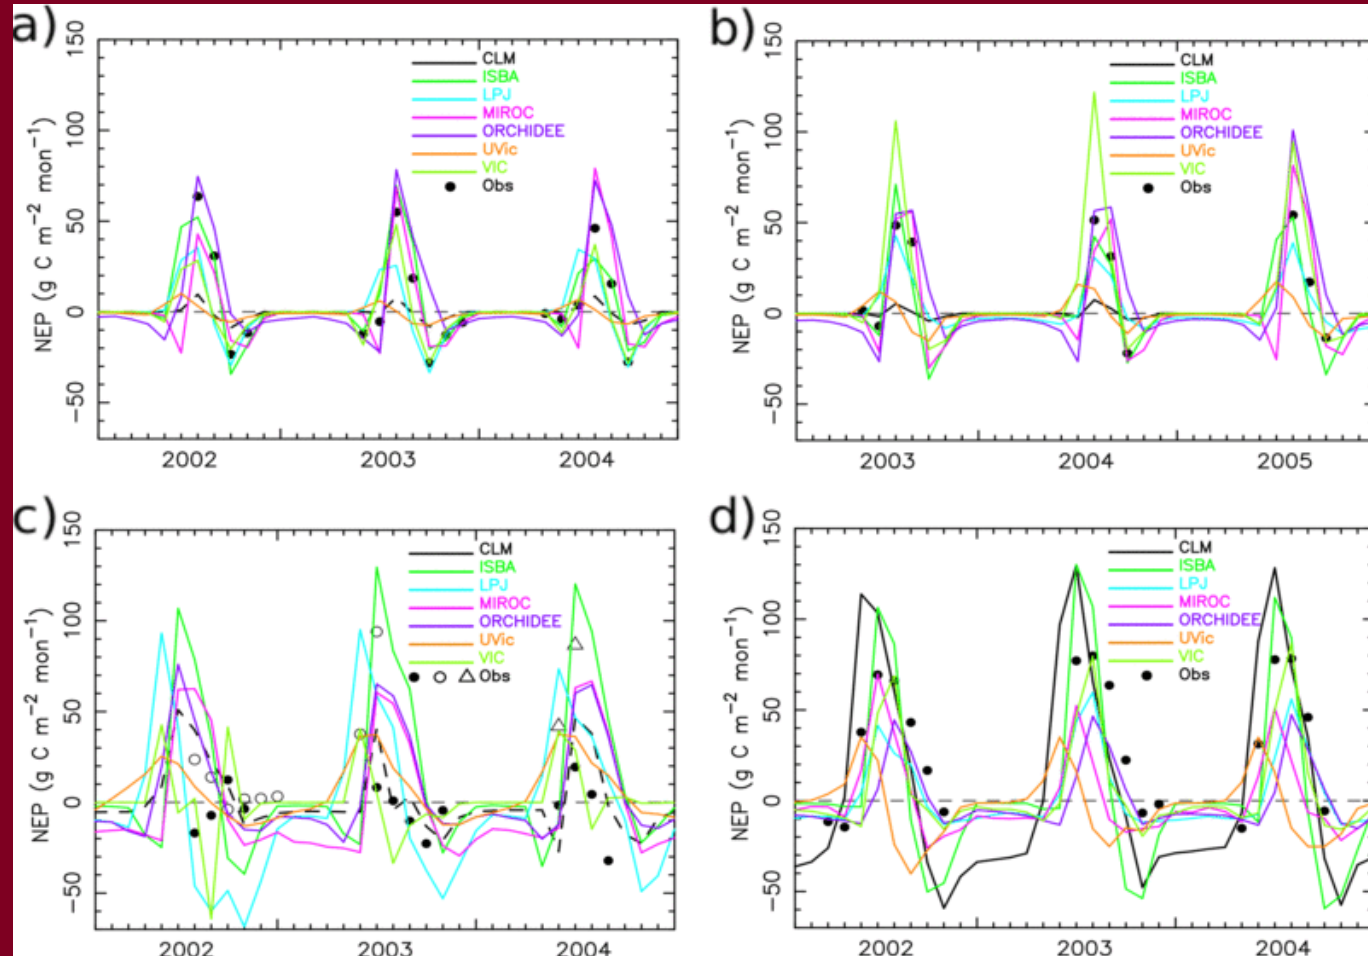 a)
NEP (g C m−2 mon−1)
150
100
50
0
−50
CLM
ISBA
LPJ
MIROC
ORCHIDEE
UVic
VIC
Obs
2002 2003 2004
b)
NEP (g C m−2 mon−1)
150
100
50
0
−50
CLM
ISBA
LPJ
MIROC
ORCHIDEE
UVic
VIC
Obs
2003 2004 2005
c)
NEP (g C m−2 mon−1)
150
100
50
0
−50
CLM
ISBA
LPJ
MIROC
ORCHIDEE
UVic
VIC
Obs
2002 2003 2004
d)
NEP (g C m−2 mon−1)
150
100
50
0
−50
CLM
ISBA
LPJ
MIROC
ORCHIDEE
UVic
VIC
Obs
2002 2003 2004